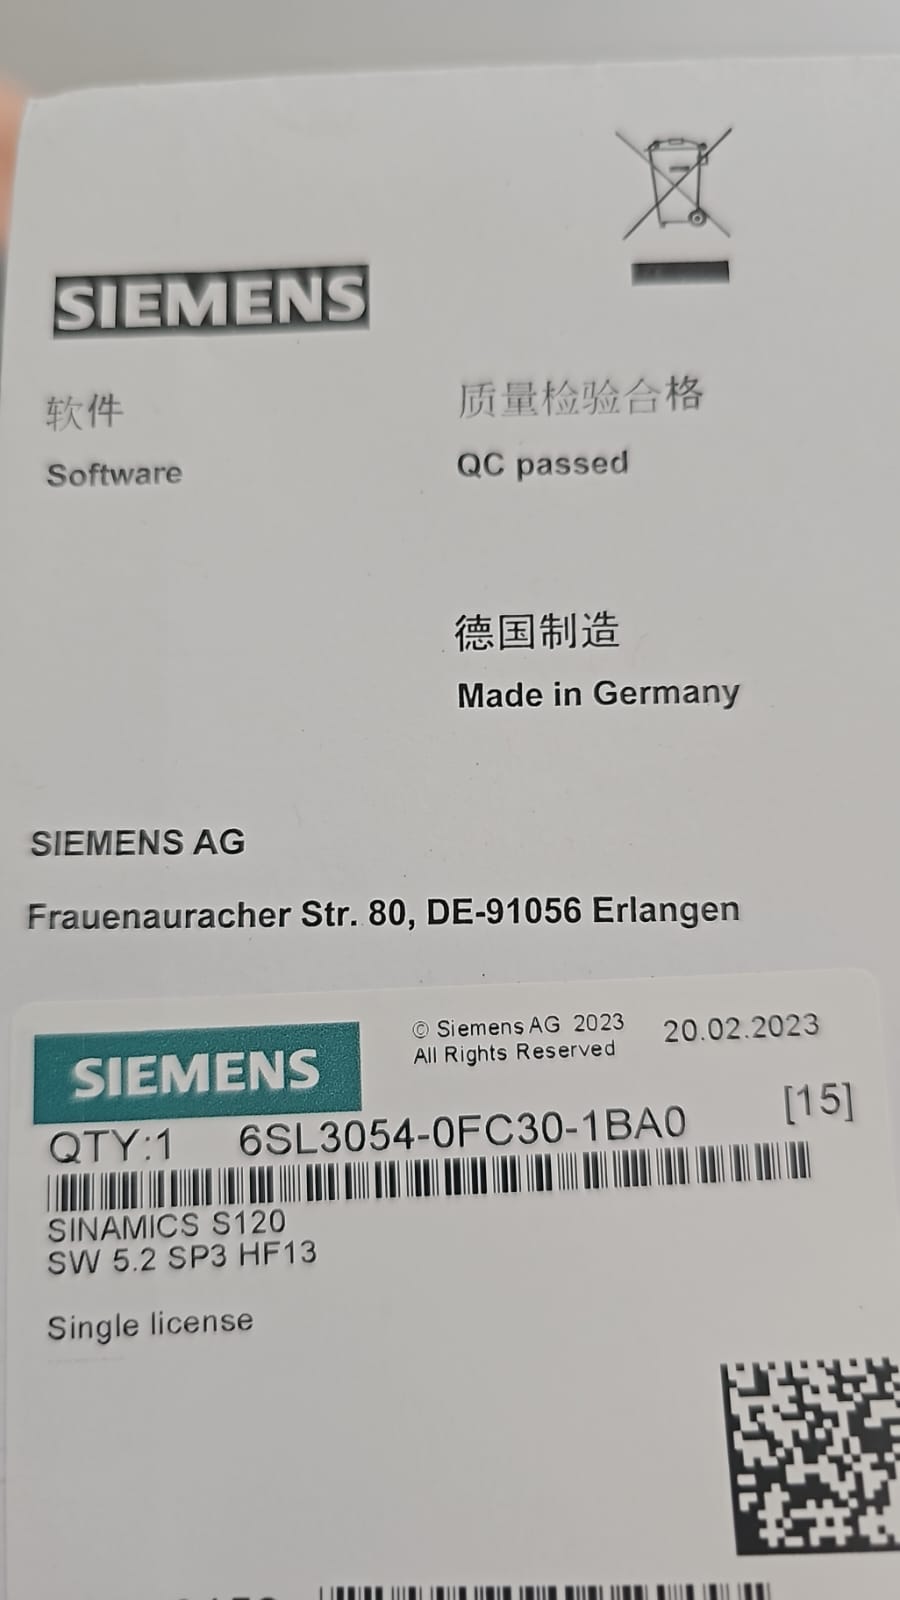 SIEMENS
软件
Software
质量检验合格
QC passed
德国制造
Made in Germany
SIEMENS AG
Frauenauracher Str. 80, DE-91056 Erlangen
SIEMENS
© Siemens AG 2023
All Rights Reserved
20.02.2023
QTY:1 6SL3054-0FC30-1BA0 [15]
SINAMICS S120
SW 5.2 SP3 HF13
Single license